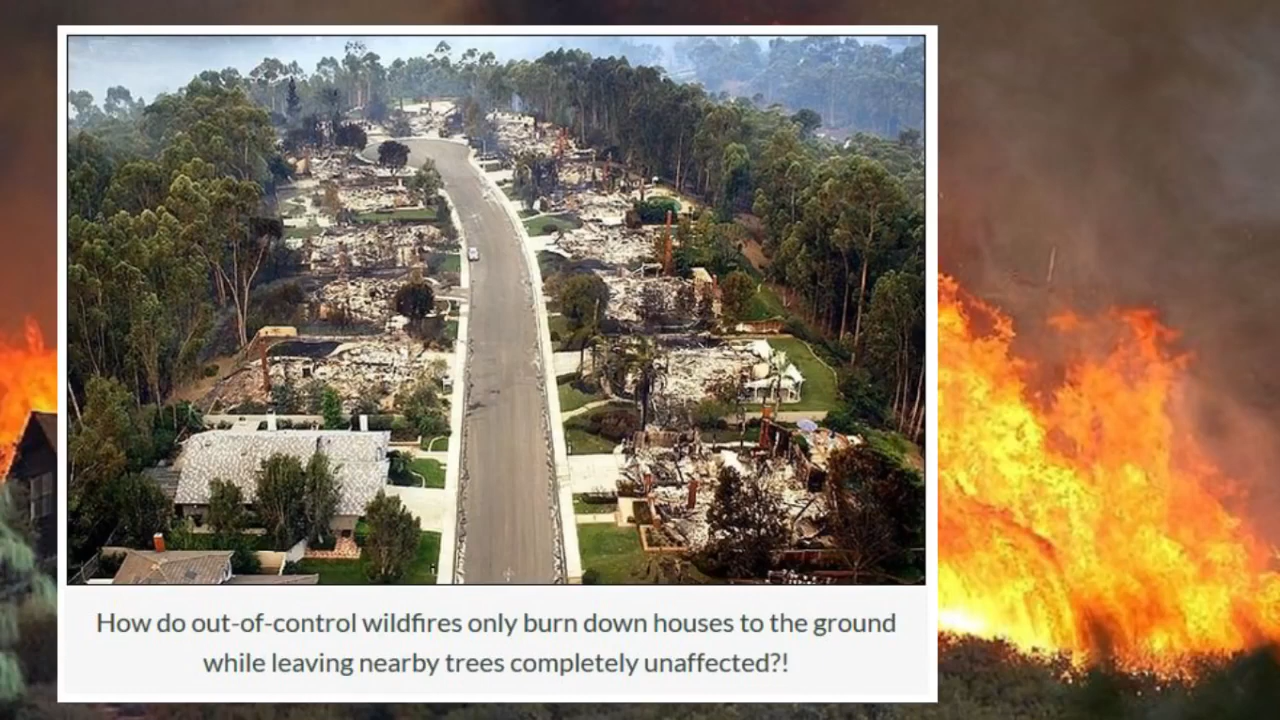 How do out-of-control wildfires only burn down houses to the ground
while leaving nearby trees completely unaffected?!